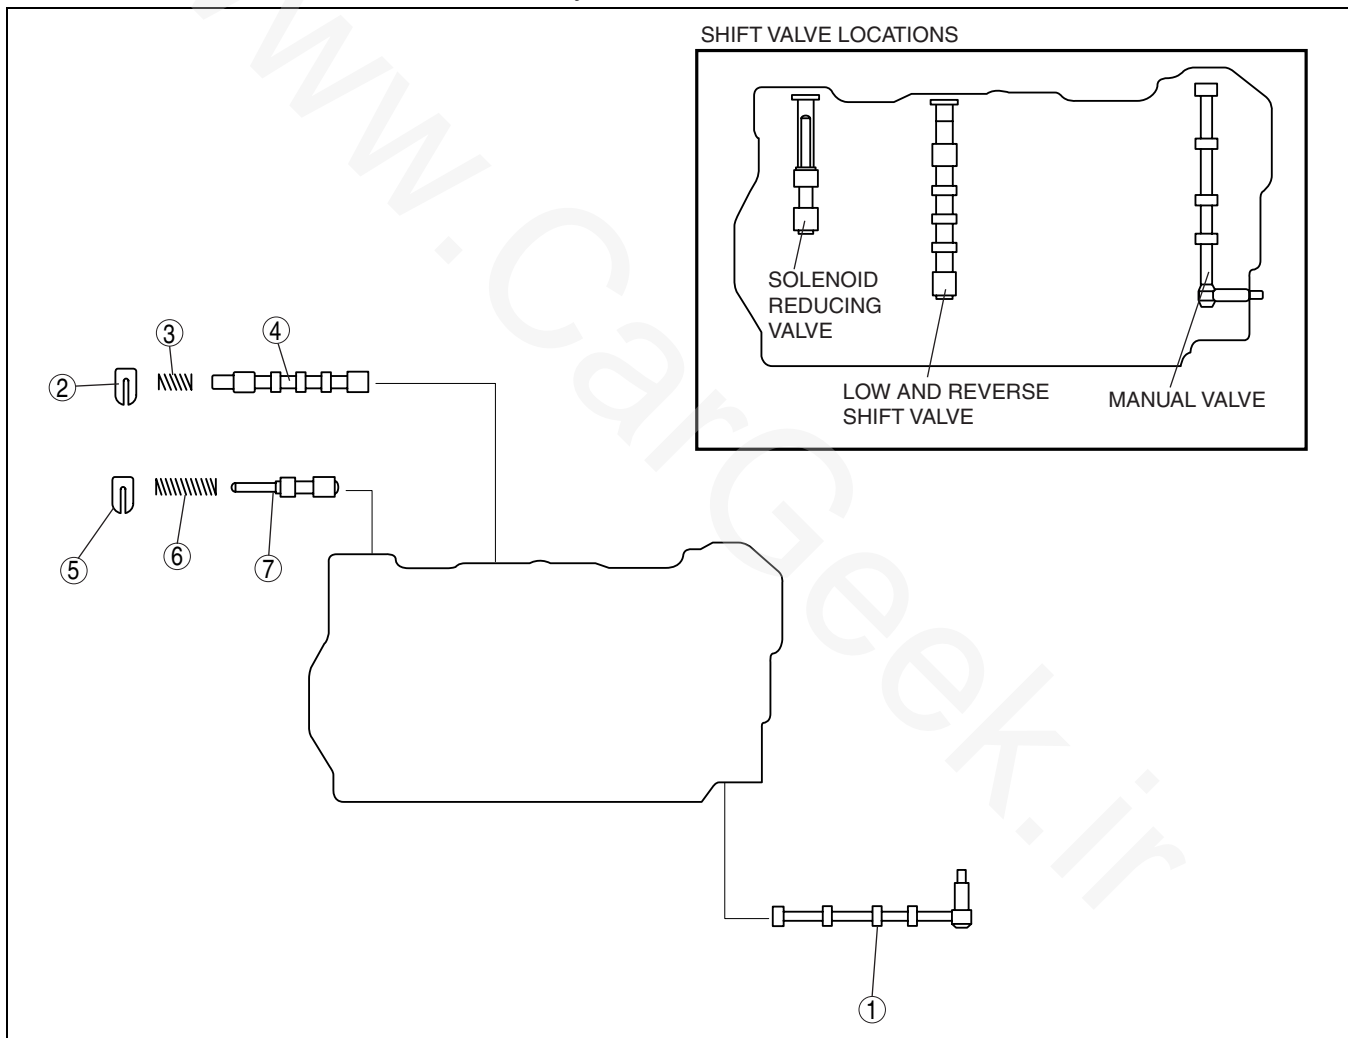 SHIFT VALVE LOCATIONS
SOLENOID
REDUCING
VALVE
LOW AND REVERSE
SHIFT VALVE
MANUAL VALVE
3
4
2
5
6
7
1
www.CarGeek.ir